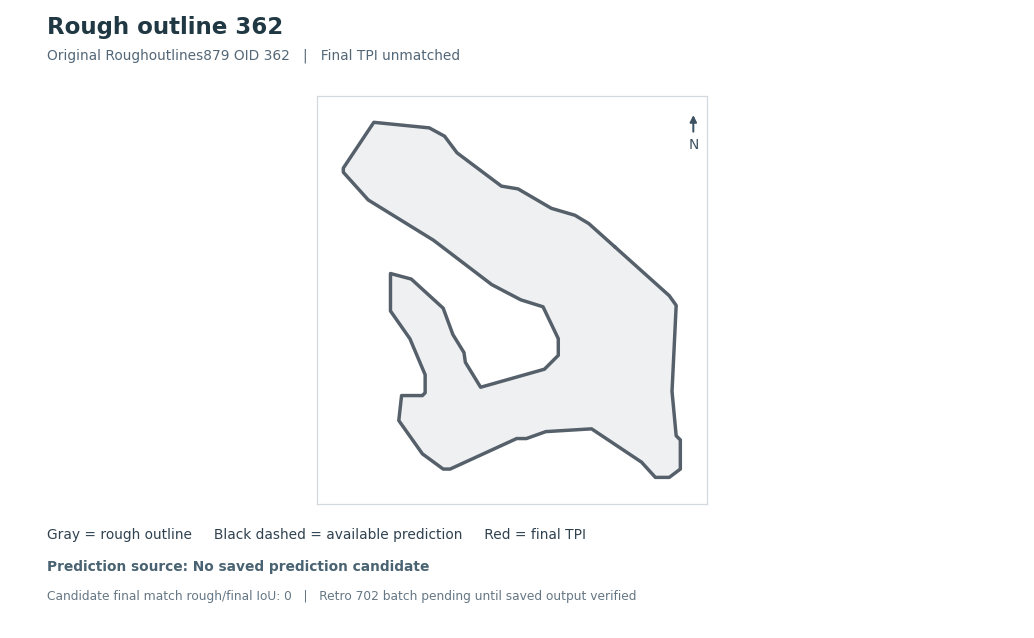 Rough outline 362
Original Roughoutlines879 OID 362 | Final TPI unmatched
N
Gray = rough outline Black dashed = available prediction Red = final TPI
Prediction source: No saved prediction candidate
Candidate final match rough/final IoU: 0 | Retro 702 batch pending until saved output verified